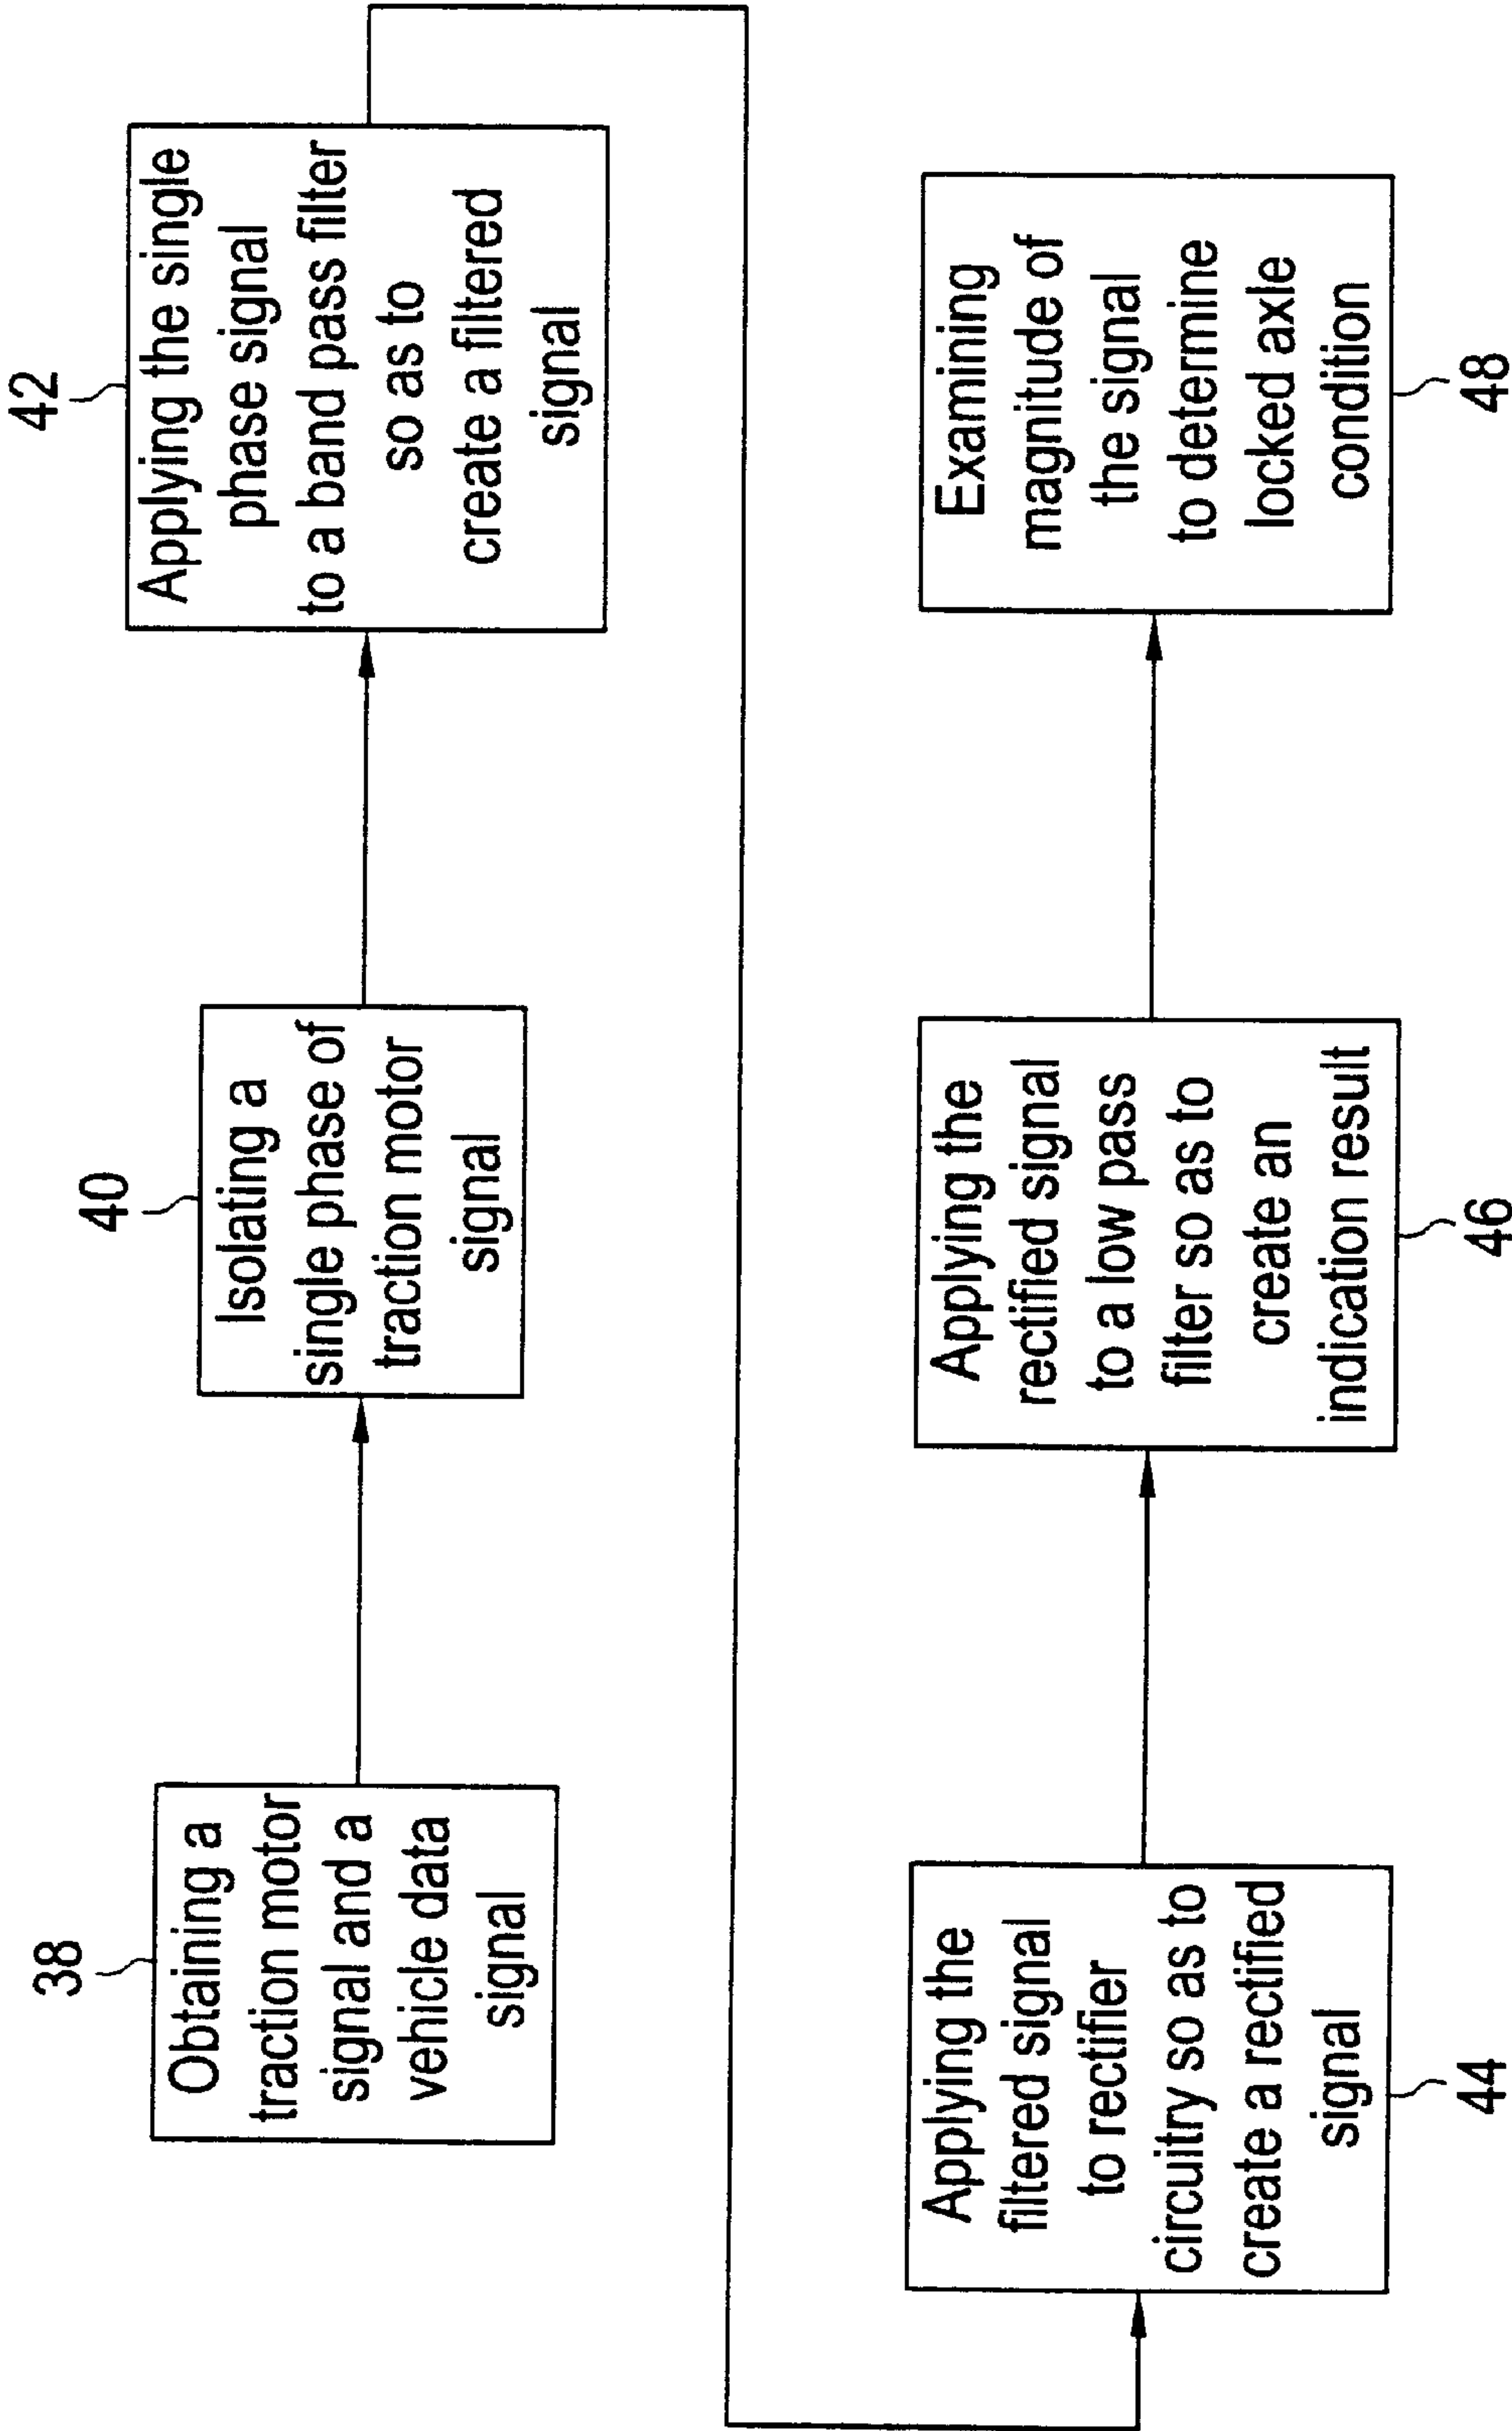 38
Obtaining a
traction motor
signal and a
vehicle data
signal
40
Isolating a
single phase of
traction motor
signal
42
Applying the single
phase signal
to a band pass filter
so as to
create a filtered
signal
Applying the
filtered signal
to rectifier
circuitry so as to
create a rectified
signal
44
Applying the
rectified signal
to a low pass
filter so as to
create an
indication result
46
Examining
magnitude of
the signal
to determine
locked axle
condition
48